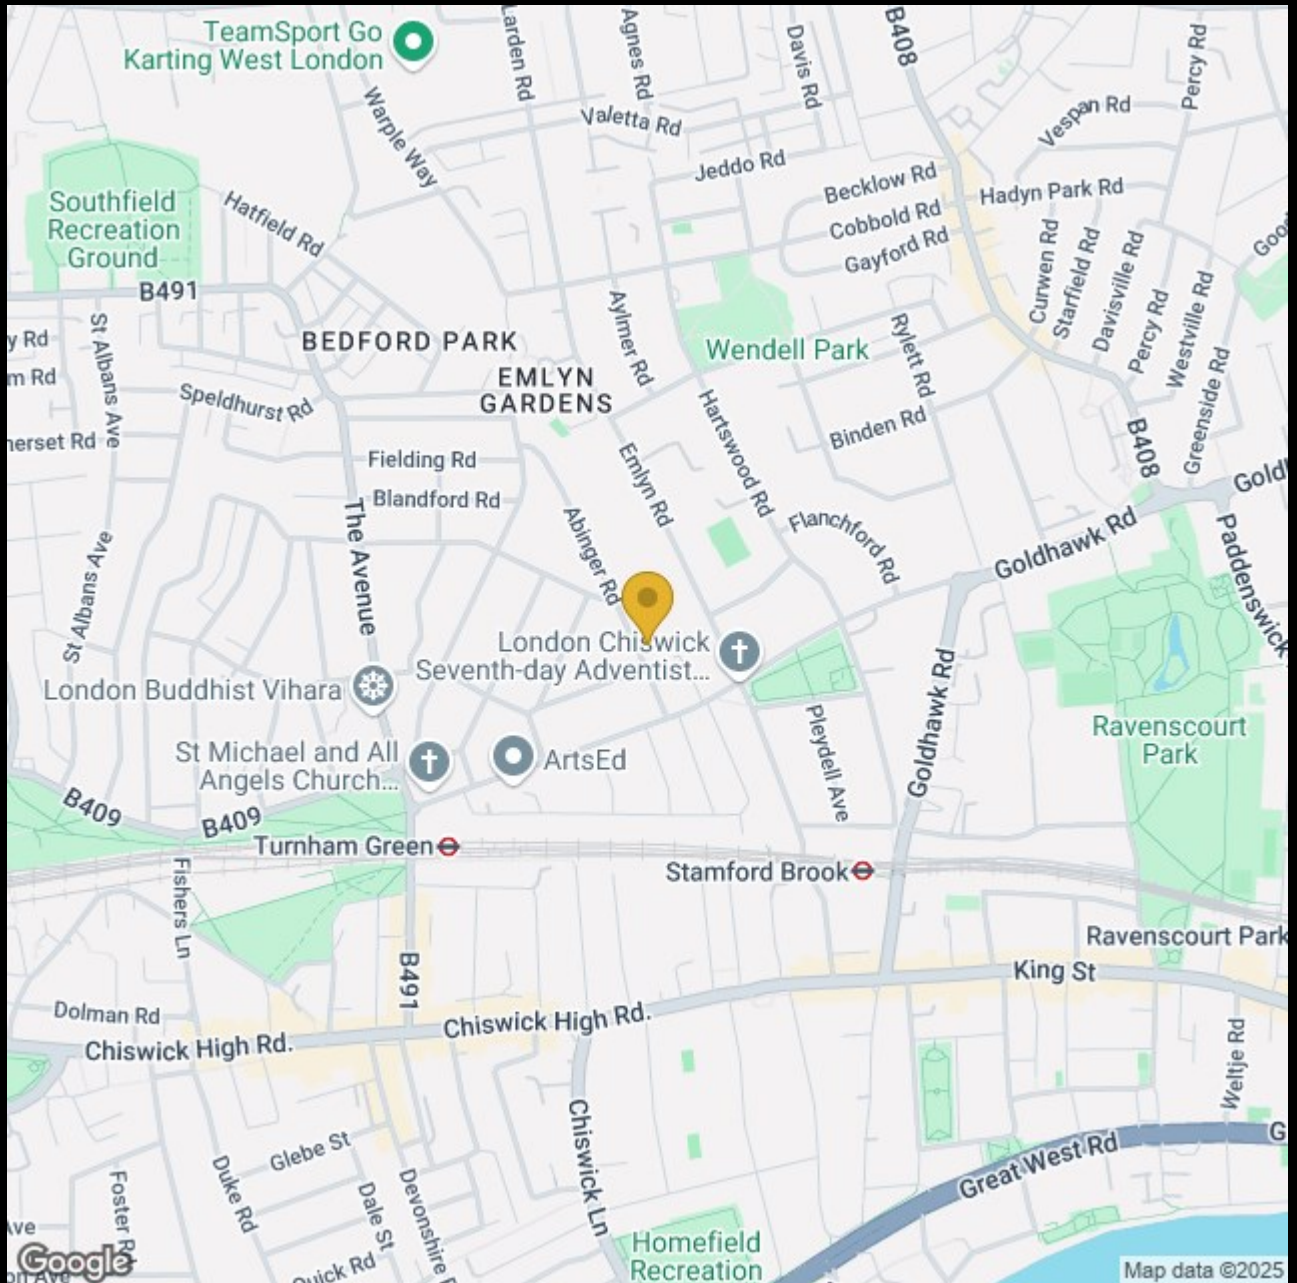 TeamSport Go
Karting West London
Larden Rd
Agnes Rd
Davis Rd
B408
Percy Rd
Valetta Rd
Vespan Rd
Warple Way
Jeddo Rd
Becklow Rd
Hadyn Park Rd
Southfield
Recreation
Ground
Hatfield Rd
Cobbold Rd
Gayford Rd
Curwen Rd
Starfield Rd
Davisville Rd
Percy Rd
Westville Rd
Greenside Rd
B491
Aylmer Rd
Rylett Rd
St Albans Ave
y Rd
BEDFORD PARK
Wendell Park
m Rd
EMLYN
GARDENS
Speldhurst Rd
Hartswood Rd
Binden Rd
B408
merset Rd
Fielding Rd
Emlyn Rd
Blandford Rd
The Avenue
Abinger Rd
Flanchford Rd
Goldhawk Rd
Paddenswick
St Albans Ave
London Chiswick
Seventh-day Adventist...
London Buddhist Vihara
Goldhawk Rd
Pleydell Ave
Ravenscourt
Park
St Michael and All
Angels Church...
ArtsEd
B409
B409
Turnham Green
Stamford Brook
Fishers Ln
Ravenscourt Park
B491
King St
Dolman Rd
Chiswick High Rd.
Chiswick High Rd.
Weltje Rd
Chiswick Ln
Glebe St
Great West Rd
G
Duke Rd
Dale St
Devonshire
Foster Rd
Ave
Homefield
Recreation
Quick Rd
Google
Map data ©2025